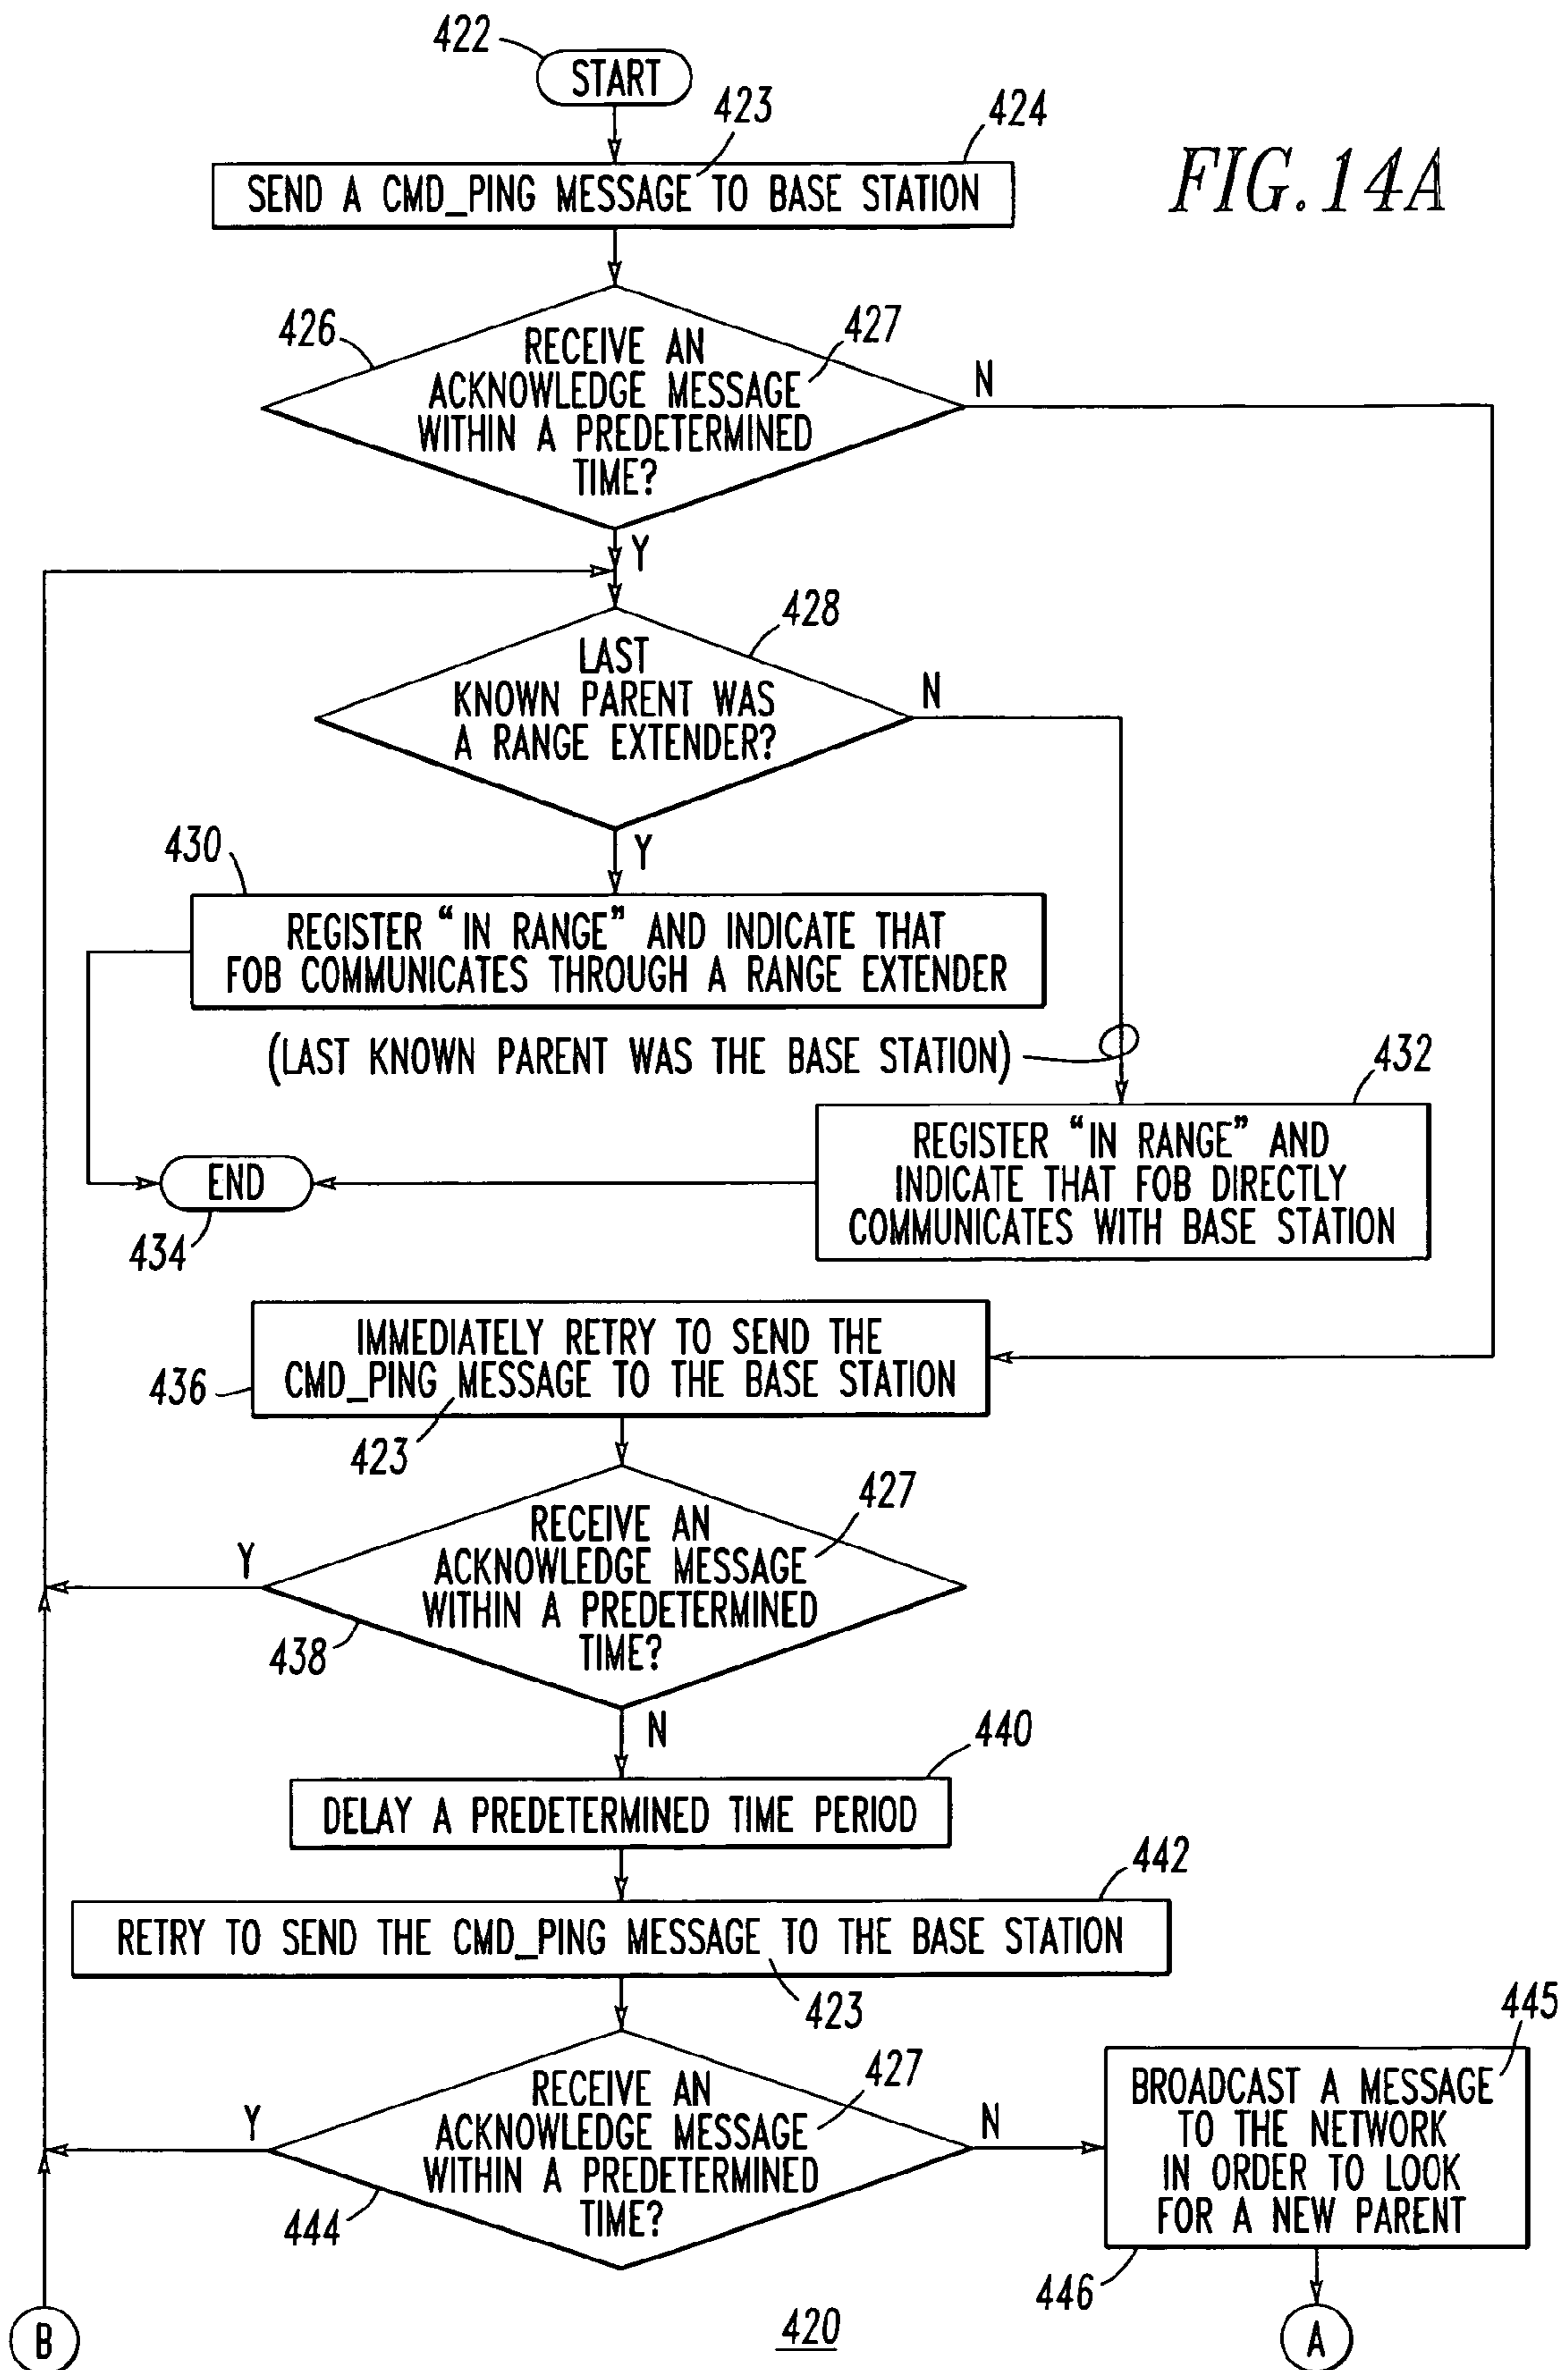 422
START
423
424
FIG.14A
SEND A CMD_PING MESSAGE TO BASE STATION
426
RECEIVE AN
ACKNOWLEDGE MESSAGE
WITHIN A PREDETERMINED
TIME?
427
N
Y
428
LAST
KNOWN PARENT WAS
A RANGE EXTENDER?
N
Y
430
REGISTER “IN RANGE” AND INDICATE THAT
FOB COMMUNICATES THROUGH A RANGE EXTENDER
(LAST KNOWN PARENT WAS THE BASE STATION)
432
REGISTER “IN RANGE” AND
INDICATE THAT FOB DIRECTLY
COMMUNICATES WITH BASE STATION
END
434
IMMEDIATELY RETRY TO SEND THE
CMD_PING MESSAGE TO THE BASE STATION
436
423
427
RECEIVE AN
ACKNOWLEDGE MESSAGE
WITHIN A PREDETERMINED
TIME?
Y
438
N
440
DELAY A PREDETERMINED TIME PERIOD
442
RETRY TO SEND THE CMD_PING MESSAGE TO THE BASE STATION
423
427
RECEIVE AN
ACKNOWLEDGE MESSAGE
WITHIN A PREDETERMINED
TIME?
Y
N
444
445
BROADCAST A MESSAGE
TO THE NETWORK
IN ORDER TO LOOK
FOR A NEW PARENT
446
B
420
A